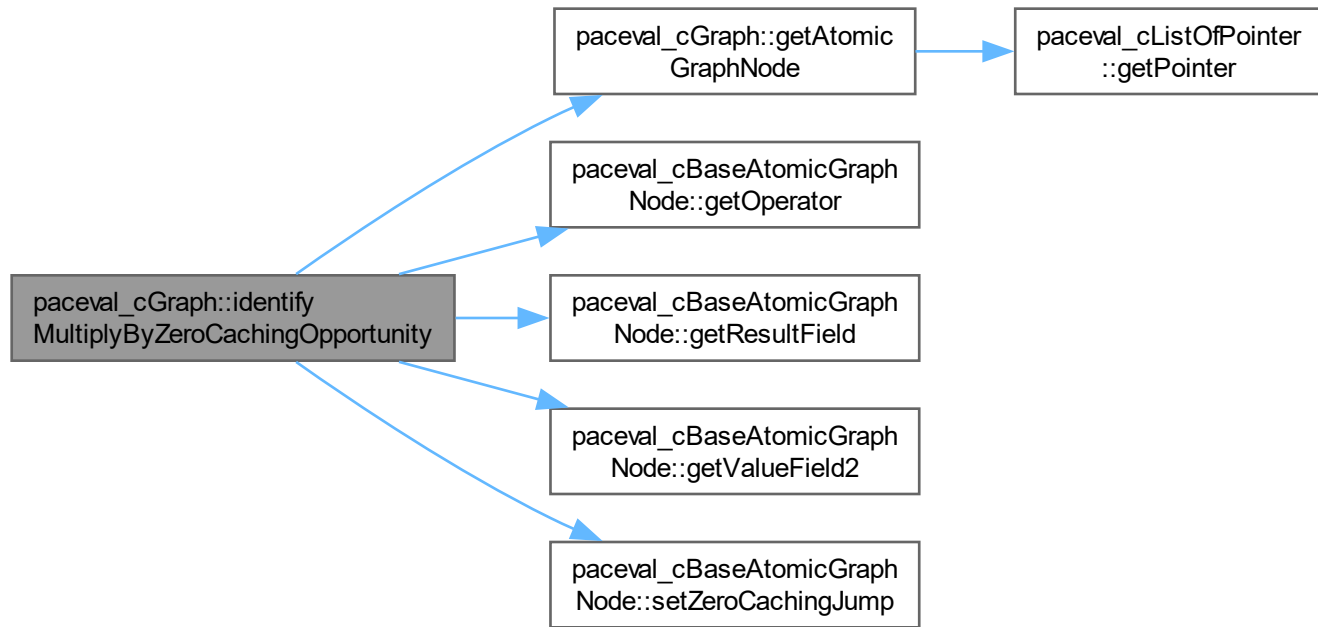 paceval_cGraph::getAtomic
GraphNode
paceval_cListOfPointer
::getPointer
paceval_cBaseAtomicGraph
Node::getOperator
paceval_cGraph::identify
MultiplyByZeroCachingOpportunity
paceval_cBaseAtomicGraph
Node::getResultField
paceval_cBaseAtomicGraph
Node::getValueField2
paceval_cBaseAtomicGraph
Node::setZeroCachingJump